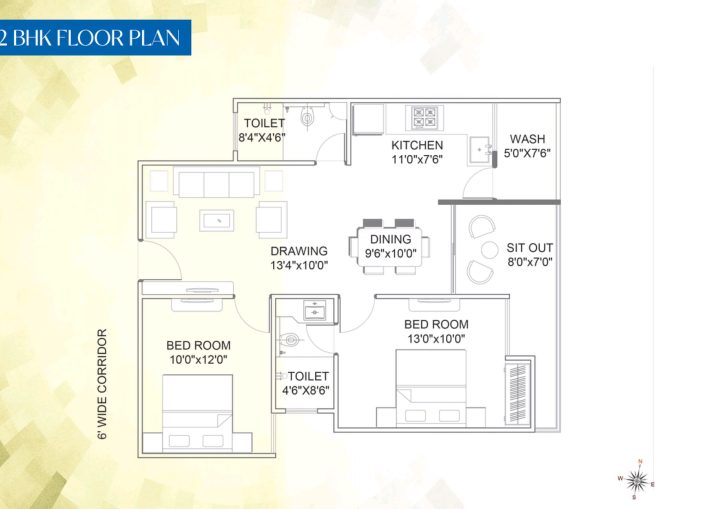 2 BHK FLOOR PLAN
TOILET
8'4"X4'6"
KITCHEN
11'0"x7'6"
WASH
5'0"X7'6"
DRAWING
13'4"x10'0"
DINING
9'6"x10'0"
SIT OUT
8'0"x7'0"
BED ROOM
10'0"x12'0"
BED ROOM
13'0"x10'0"
TOILET
4'6"X8'6"
6' WIDE CORRIDOR
N
W
E
S